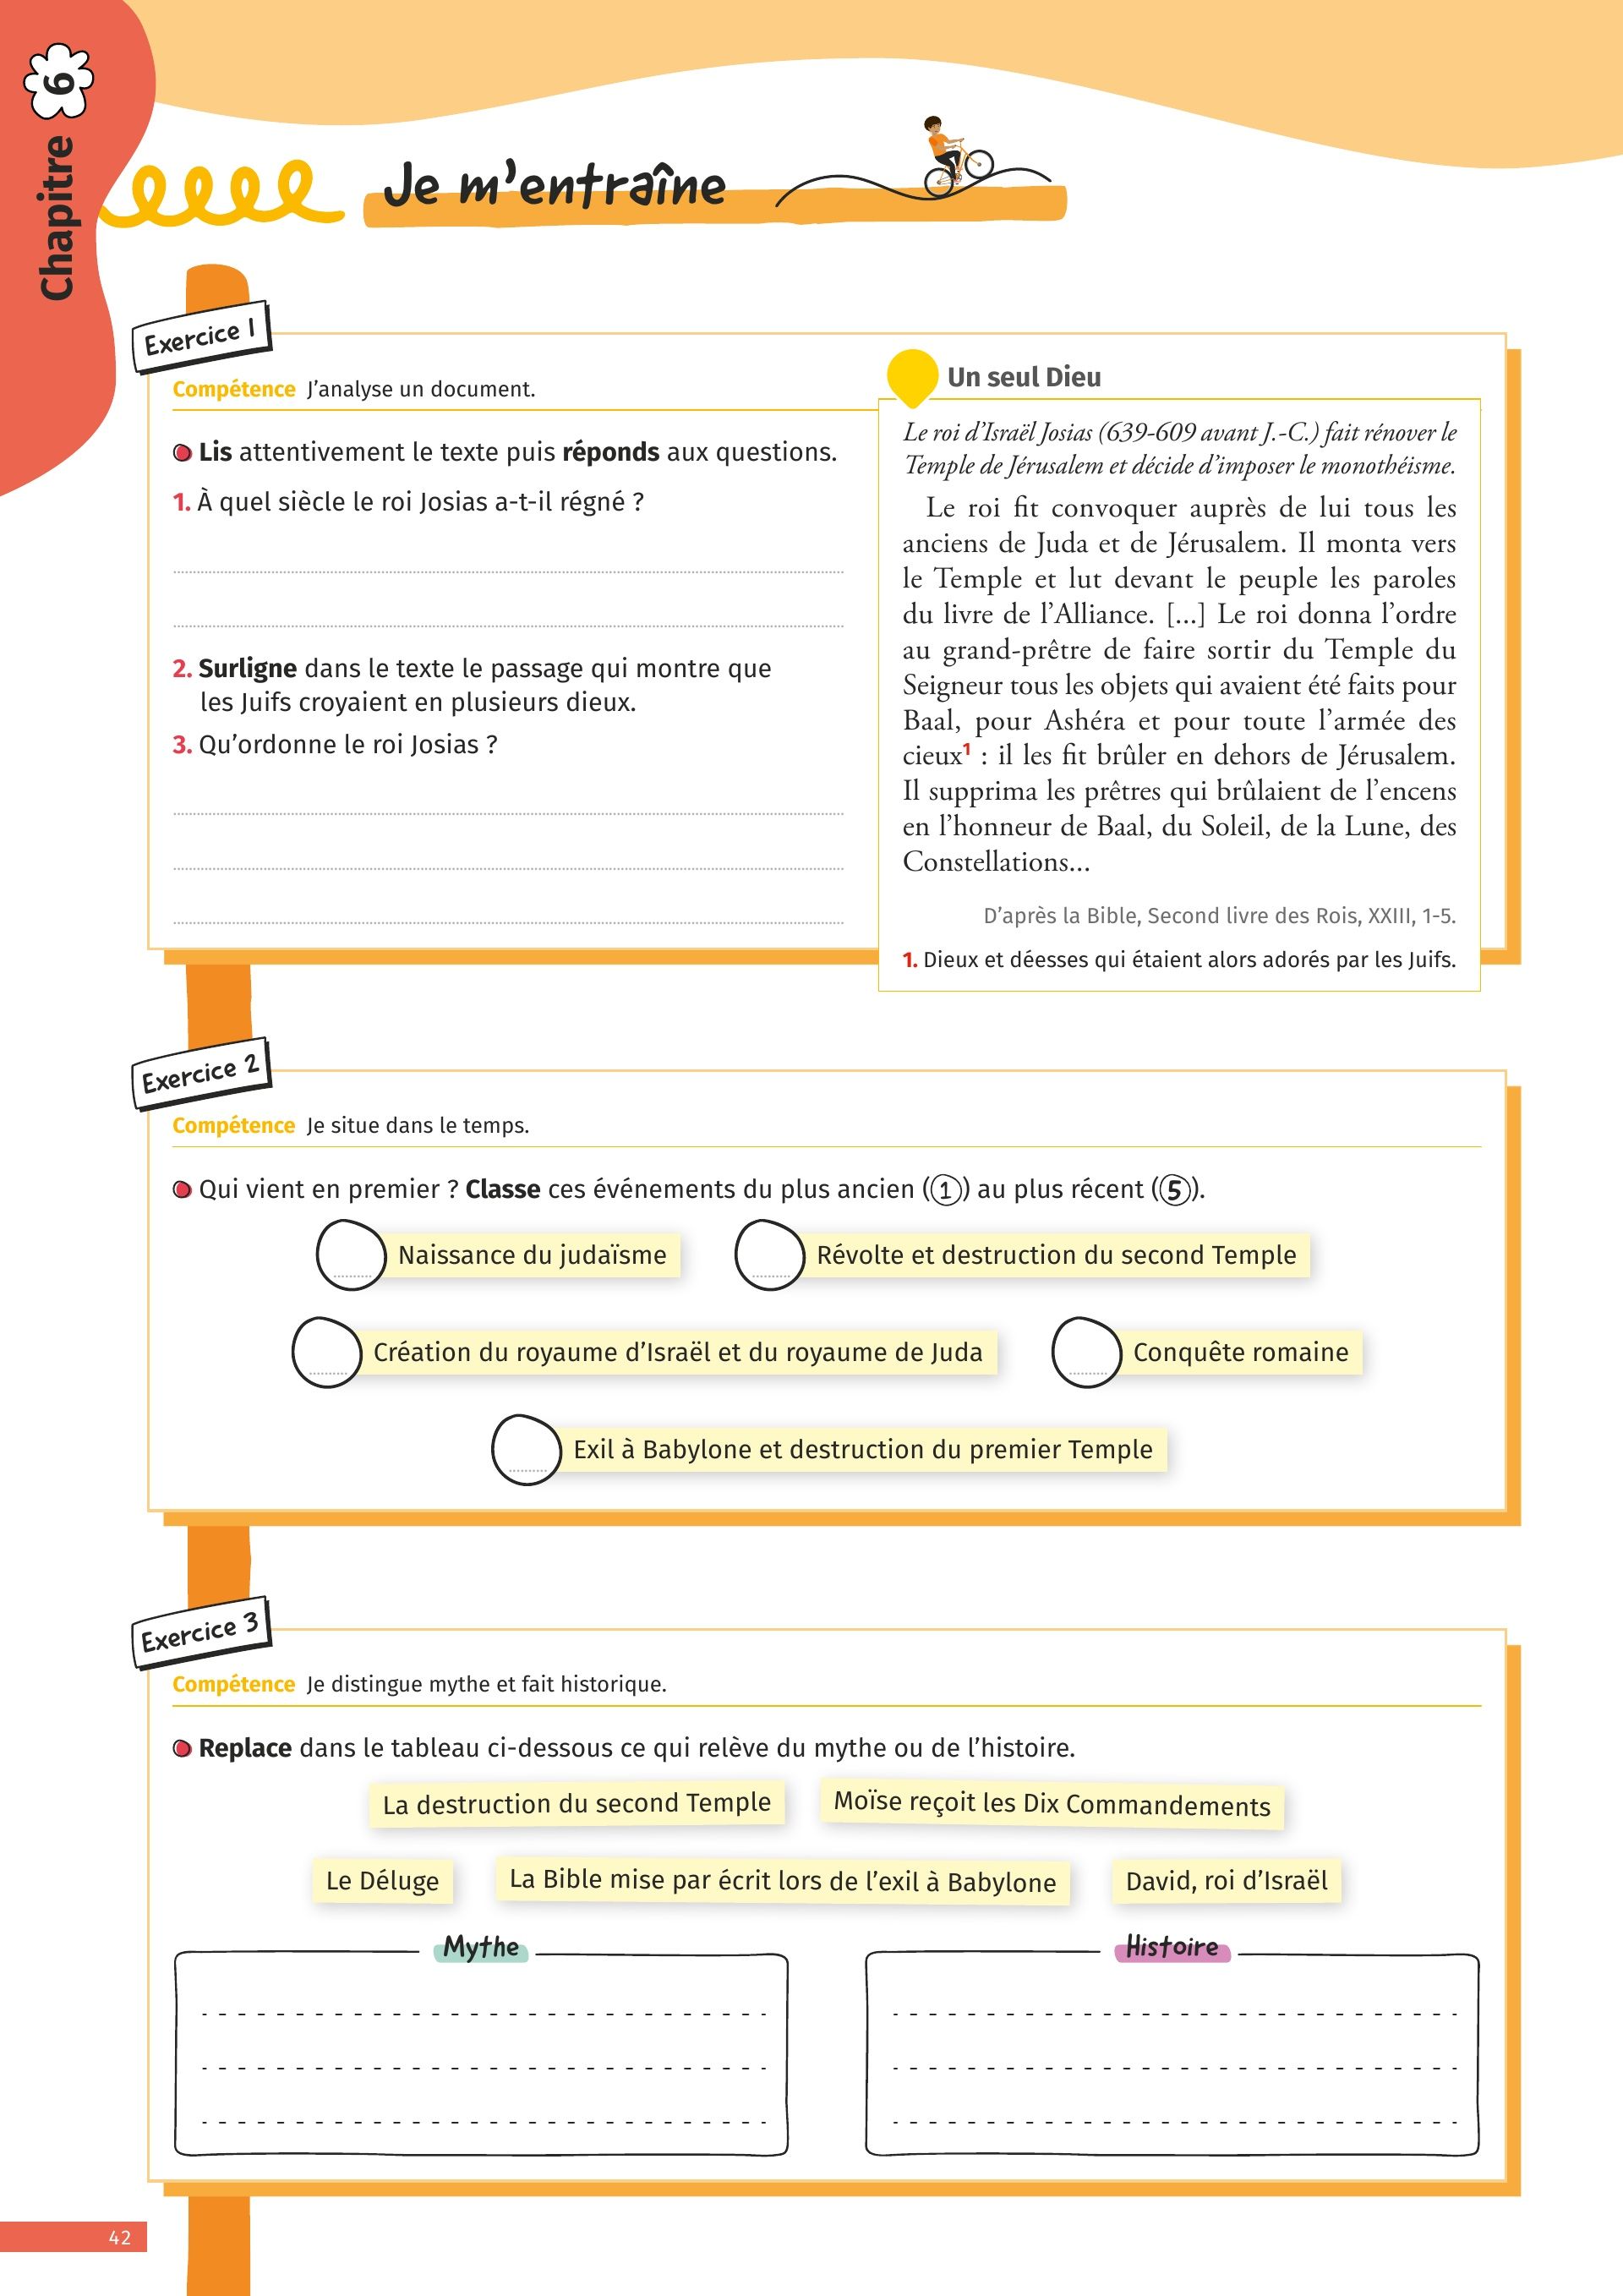 Chapitre 6
Je m'entraîne
Exercice 1
Compétence J'analyse un document.
Lis attentivement le texte puis réponds aux questions.
1. À quel siècle le roi Josias a-t-il régné ?
2. Surligne dans le texte le passage qui montre que
les Juifs croyaient en plusieurs dieux.
3. Qu'ordonne le roi Josias ?
Un seul Dieu
Le roi d'Israël Josias (639-609 avant J.-C.) fait rénover le
Temple de Jérusalem et décide d'imposer le monothéisme.
Le roi fit convoquer auprès de lui tous les
anciens de Juda et de Jérusalem. Il monta vers
le Temple et lut devant le peuple les paroles
du livre de l'Alliance. [...] Le roi donna l'ordre
au grand-prêtre de faire sortir du Temple du
Seigneur tous les objets qui avaient été faits pour
Baal, pour Ashéra et pour toute l'armée des
cieux1 : il les fit brûler en dehors de Jérusalem.
Il supprima les prêtres qui brûlaient de l'encens
en l'honneur de Baal, du Soleil, de la Lune, des
Constellations...
D'après la Bible, Second livre des Rois, XXIII, 1-5.
1. Dieux et déesses qui étaient alors adorés par les Juifs.
Exercice 2
Compétence Je situe dans le temps.
Qui vient en premier ? Classe ces événements du plus ancien (1) au plus récent (5).
Naissance du judaïsme
Révolte et destruction du second Temple
Création du royaume d'Israël et du royaume de Juda
Conquête romaine
Exil à Babylone et destruction du premier Temple
Exercice 3
Compétence Je distingue mythe et fait historique.
Replace dans le tableau ci-dessous ce qui relève du mythe ou de l'histoire.
La destruction du second Temple
Moïse reçoit les Dix Commandements
Le Déluge
La Bible mise par écrit lors de l'exil à Babylone
David, roi d'Israël
Mythe
Histoire
42